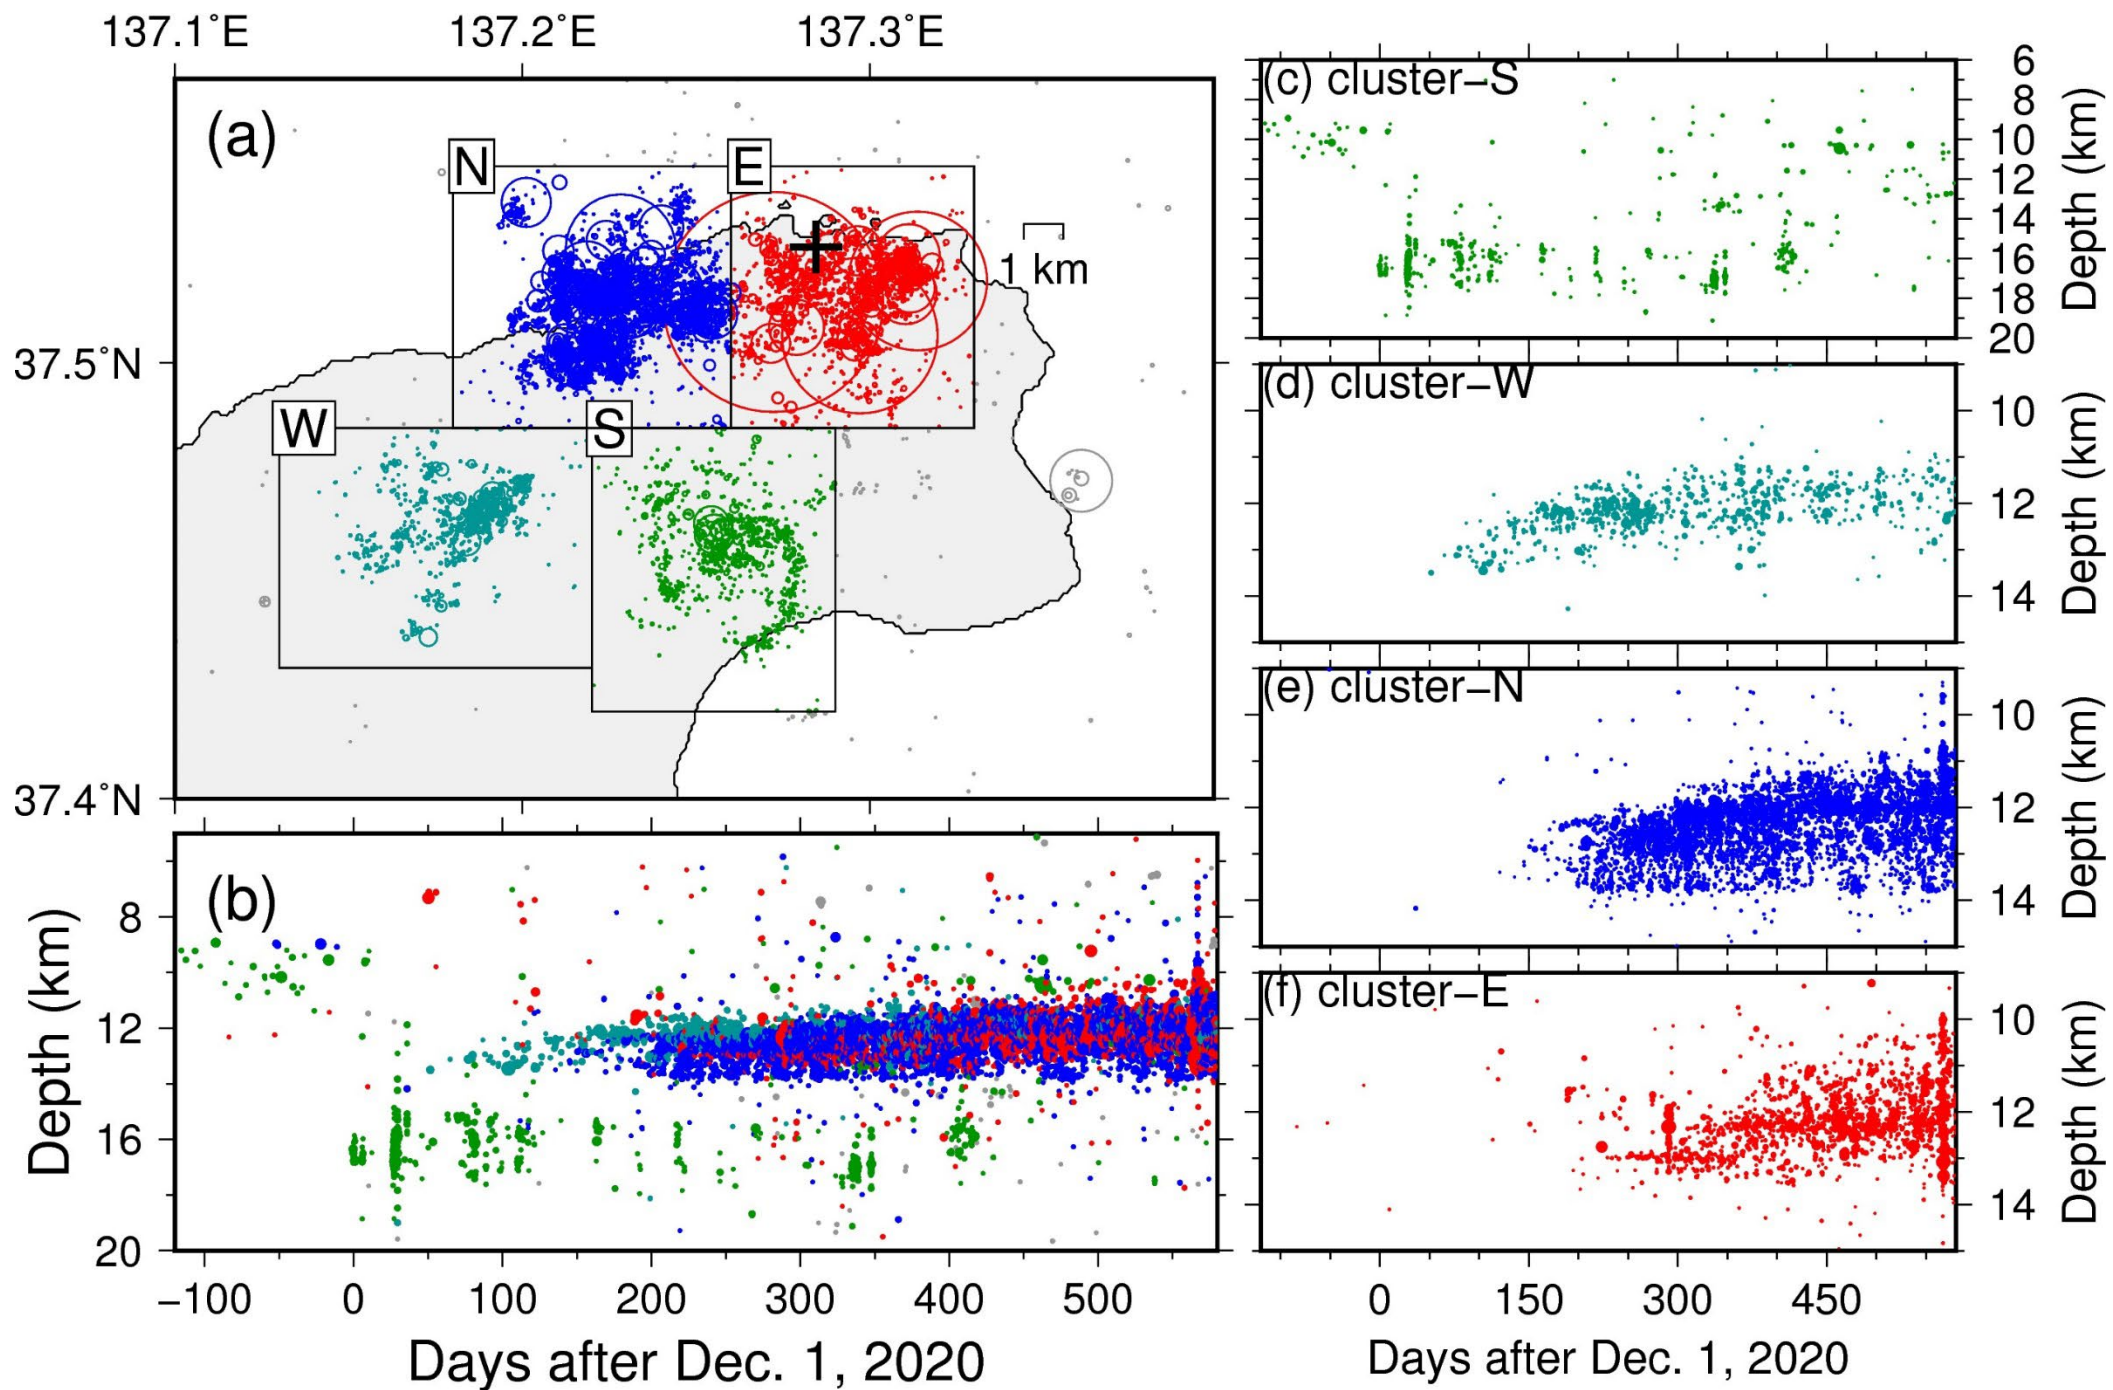 137.1°E 137.2°E 137.3°E
(a)
N
E
1 km
37.5°N
W
S
37.4°N
(b)
8
12
16
20
Depth (km)
−100 0 100 200 300 400 500
Days after Dec. 1, 2020
(c) cluster−S
6
8
10
12
14
16
18
20
Depth (km)
(d) cluster−W
10
12
14
Depth (km)
(e) cluster−N
10
12
14
Depth (km)
(f) cluster−E
10
12
14
Depth (km)
0 150 300 450
Days after Dec. 1, 2020